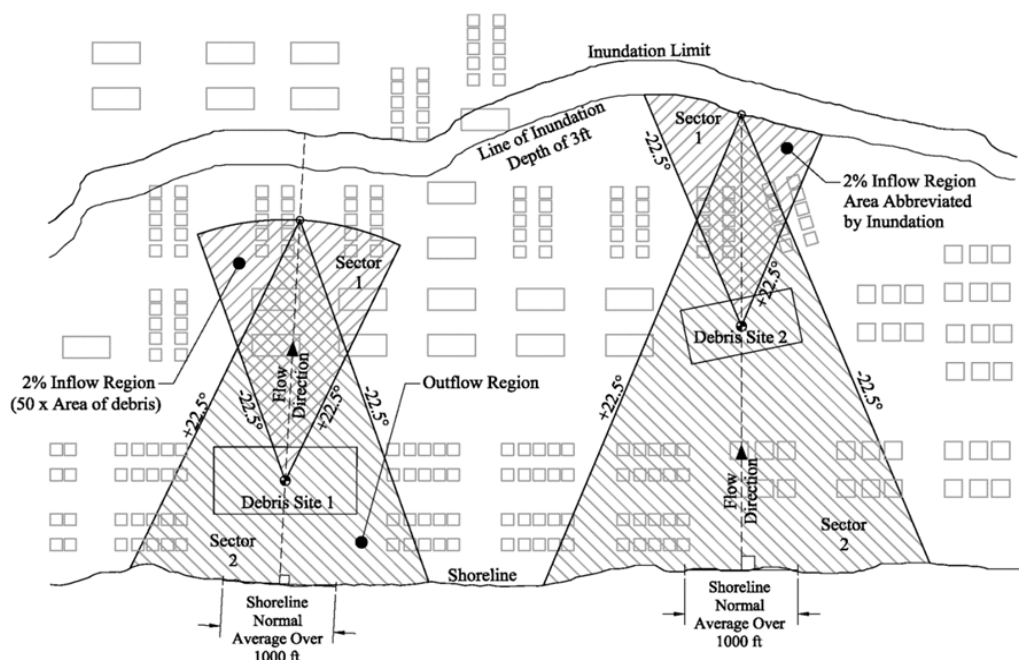 Inundation Limit
Line of Inundation
Depth of 3ft
Sector
1
-22.5°
2% Inflow Region
Area Abbreviated
by Inundation
+22.5°
Debris Site 2
Sector
1
2% Inflow Region
(50 x Area of debris)
+22.5°
-22.5°
Flow
Direction
+22.5°
-22.5°
Outflow Region
+22.5°
-22.5°
Debris Site 1
Flow
Direction
Sector
2
Sector
2
Shoreline
Shoreline
Normal
Average Over
1000 ft
Shoreline
Normal
Average Over
1000 ft